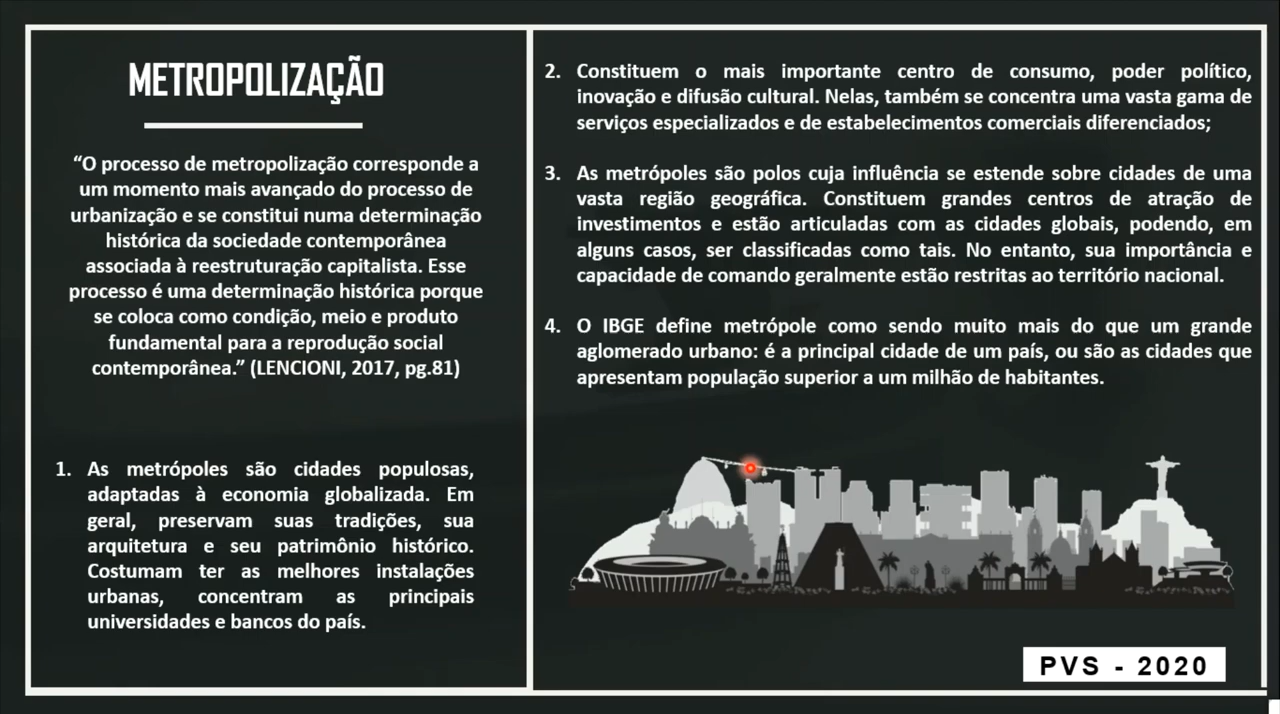 METROPOLIZAÇÃO
“O processo de metropolização corresponde a
um momento mais avançado do processo de
urbanização e se constitui numa determinação
histórica da sociedade contemporânea
associada à reestruturação capitalista. Esse
processo é uma determinação histórica porque
se coloca como condição, meio e produto
fundamental para a reprodução social
contemporânea.” (LENCIONI, 2017, pg.81)
1. As metrópoles são cidades populosas,
adaptadas à economia globalizada. Em
geral, preservam suas tradições, sua
arquitetura e seu patrimônio histórico.
Costumam ter as melhores instalações
urbanas, concentram as principais
universidades e bancos do país.
2. Constituem o mais importante centro de consumo, poder político,
inovação e difusão cultural. Nelas, também se concentra uma vasta gama de
serviços especializados e de estabelecimentos comerciais diferenciados;
3. As metrópoles são polos cuja influência se estende sobre cidades de uma
vasta região geográfica. Constituem grandes centros de atração de
investimentos e estão articuladas com as cidades globais, podendo, em
alguns casos, ser classificadas como tais. No entanto, sua importância e
capacidade de comando geralmente estão restritas ao território nacional.
4. O IBGE define metrópole como sendo muito mais do que um grande
aglomerado urbano: é a principal cidade de um país, ou são as cidades que
apresentam população superior a um milhão de habitantes.
PVS - 2020